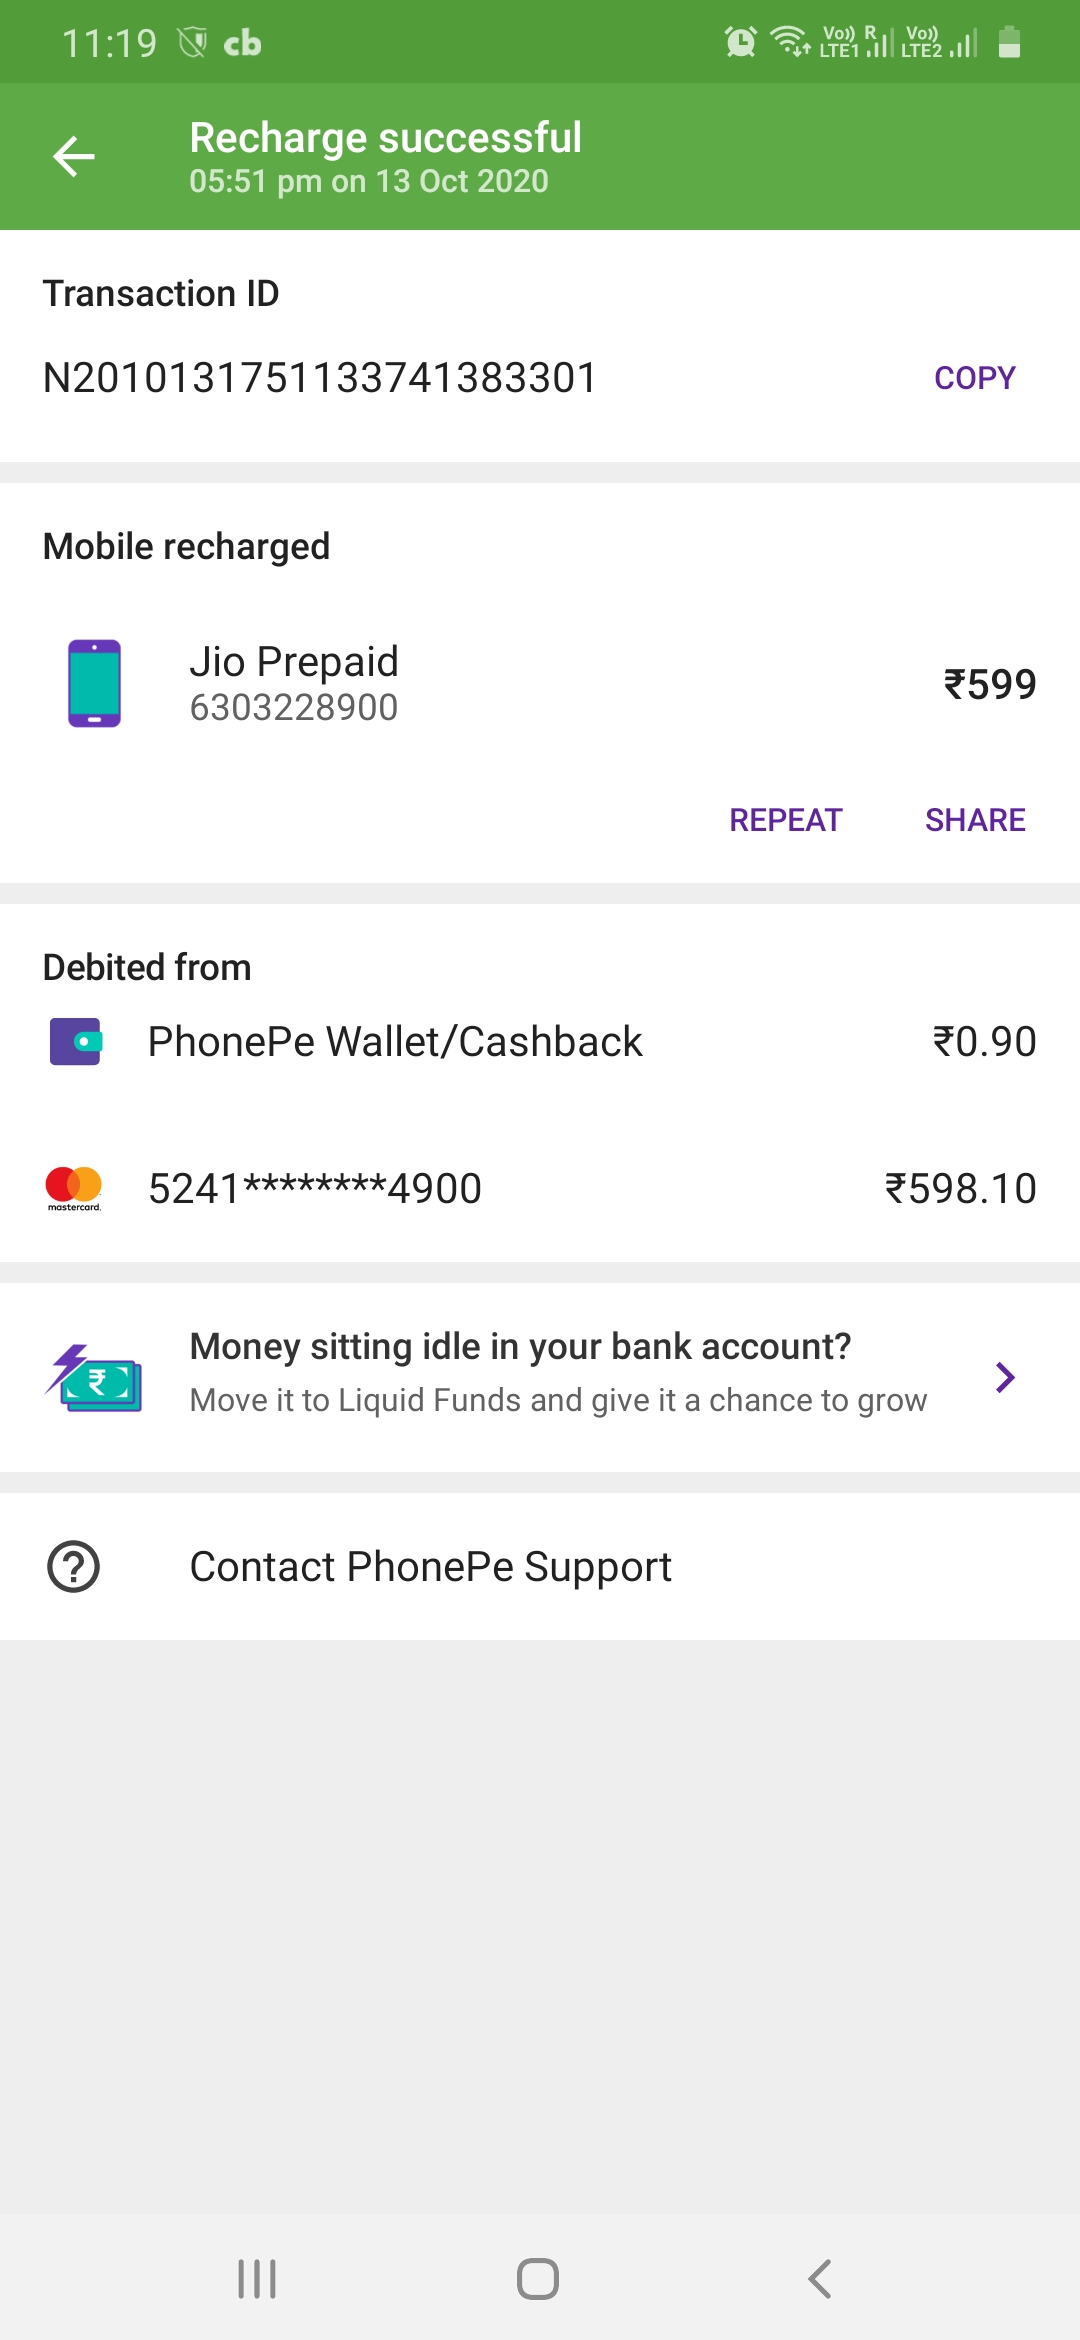 11:19 cb Vo)) R Vo))
LTE1 LTE2
Recharge successful
05:51 pm on 13 Oct 2020
Transaction ID
N2010131751133741383301 COPY
Mobile recharged
Jio Prepaid
6303228900
₹599
REPEAT SHARE
Debited from
PhonePe Wallet/Cashback ₹0.90
5241********4900 ₹598.10
mastercard.
Money sitting idle in your bank account?
₹
Move it to Liquid Funds and give it a chance to grow
? Contact PhonePe Support